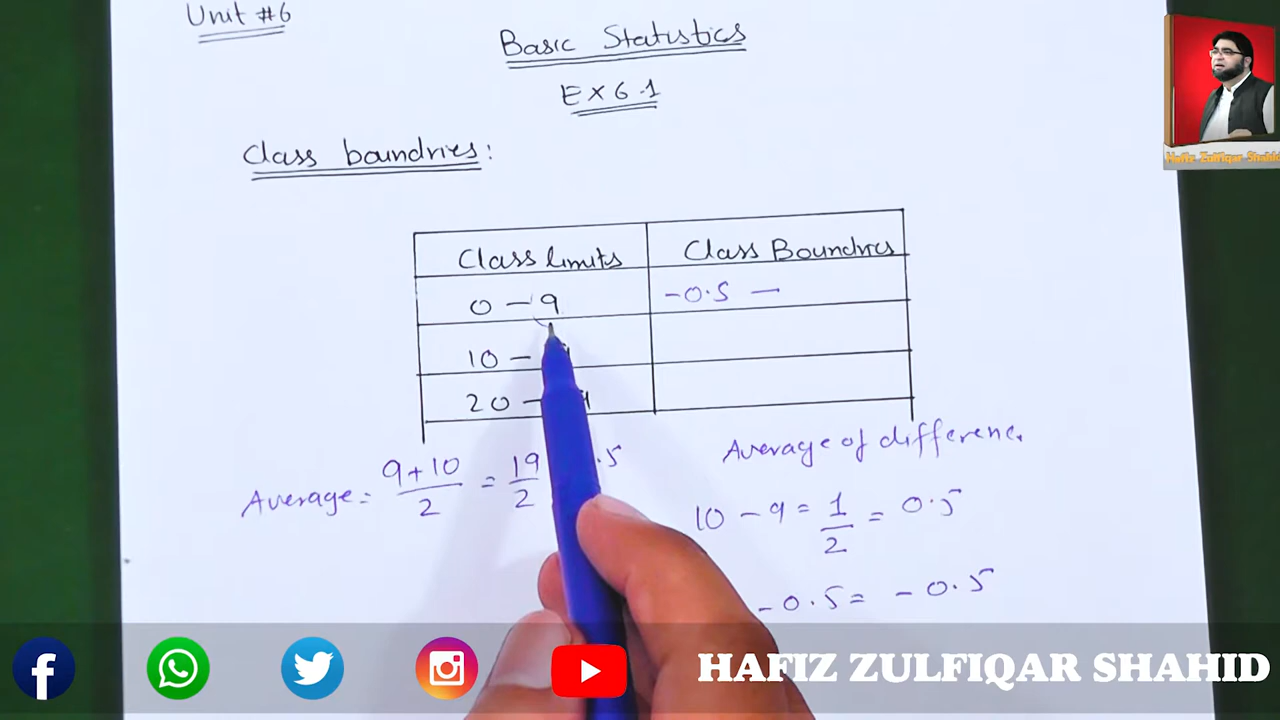 Unit #6
Basic Statistics
Ex 6.1
Class boundries:
Class limits Class Boundries
0 – 9 -0.5 –
10 –
20 –
Average = 9+10/2 = 19/2 .5
Average of difference.
10 – 9 = 1/2 = 0.5
-0.5 = -0.5
Hafiz Zulfiqar Shahid
HAFIZ ZULFIQAR SHAHID